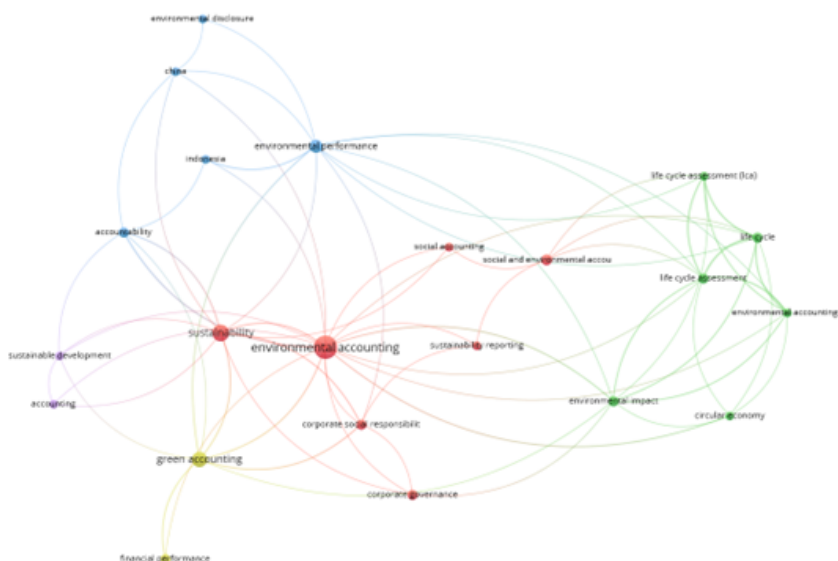 environmental disclosure
china
environmental performance
indonesia
life cycle assessment (lca)
accountability
life cycle
social accounting
social and environmental accou
life cycle assessment
environmental accounting
sustainability
environmental accounting
sustainability reporting
sustainable development
environmental impact
accounting
circular economy
corporate social responsibilit
green accounting
corporate governance
financial performance